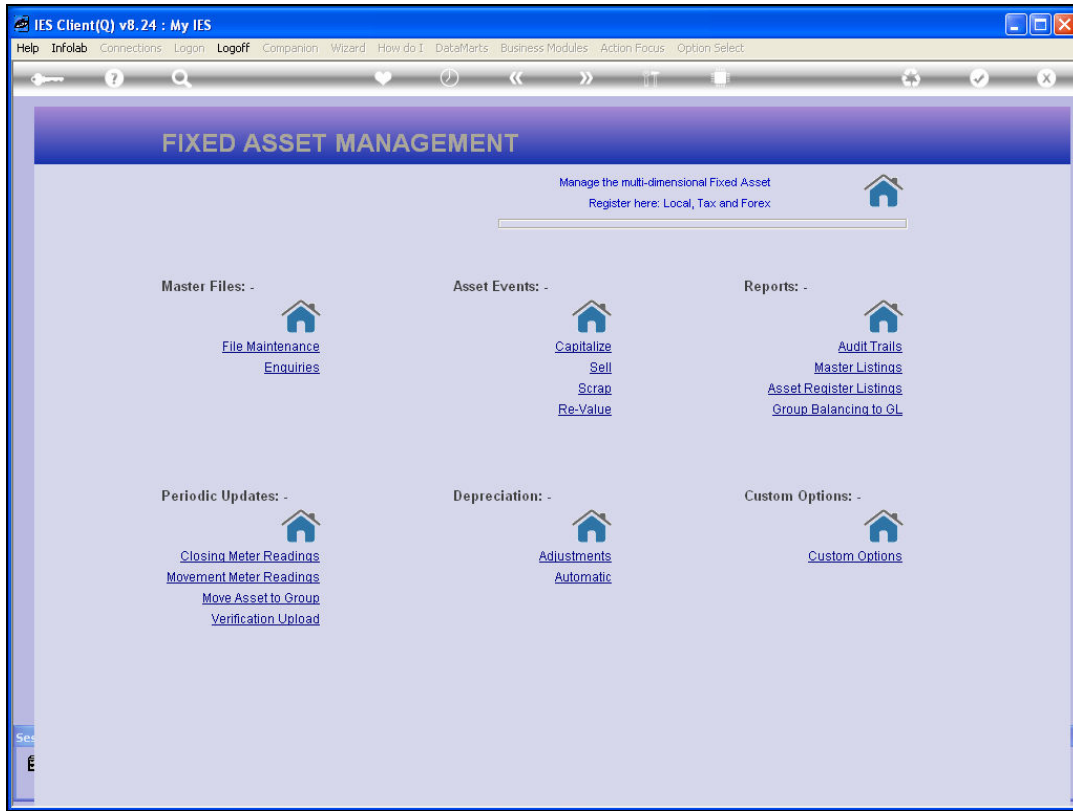 IES Client(Q) v8.24 : My IES
Help Infolab Connections Logon Logoff Companion Wizard How do I DataMarts Business Modules Action Focus Option Select
FIXED ASSET MANAGEMENT
Manage the multi-dimensional Fixed Asset
Register here: Local, Tax and Forex
Master Files: -
File Maintenance
Enquiries
Asset Events: -
Capitalize
Sell
Scrap
Re-Value
Reports: -
Audit Trails
Master Listings
Asset Register Listings
Group Balancing to GL
Periodic Updates: -
Closing Meter Readings
Movement Meter Readings
Move Asset to Group
Verification Upload
Depreciation: -
Adjustments
Automatic
Custom Options: -
Custom Options